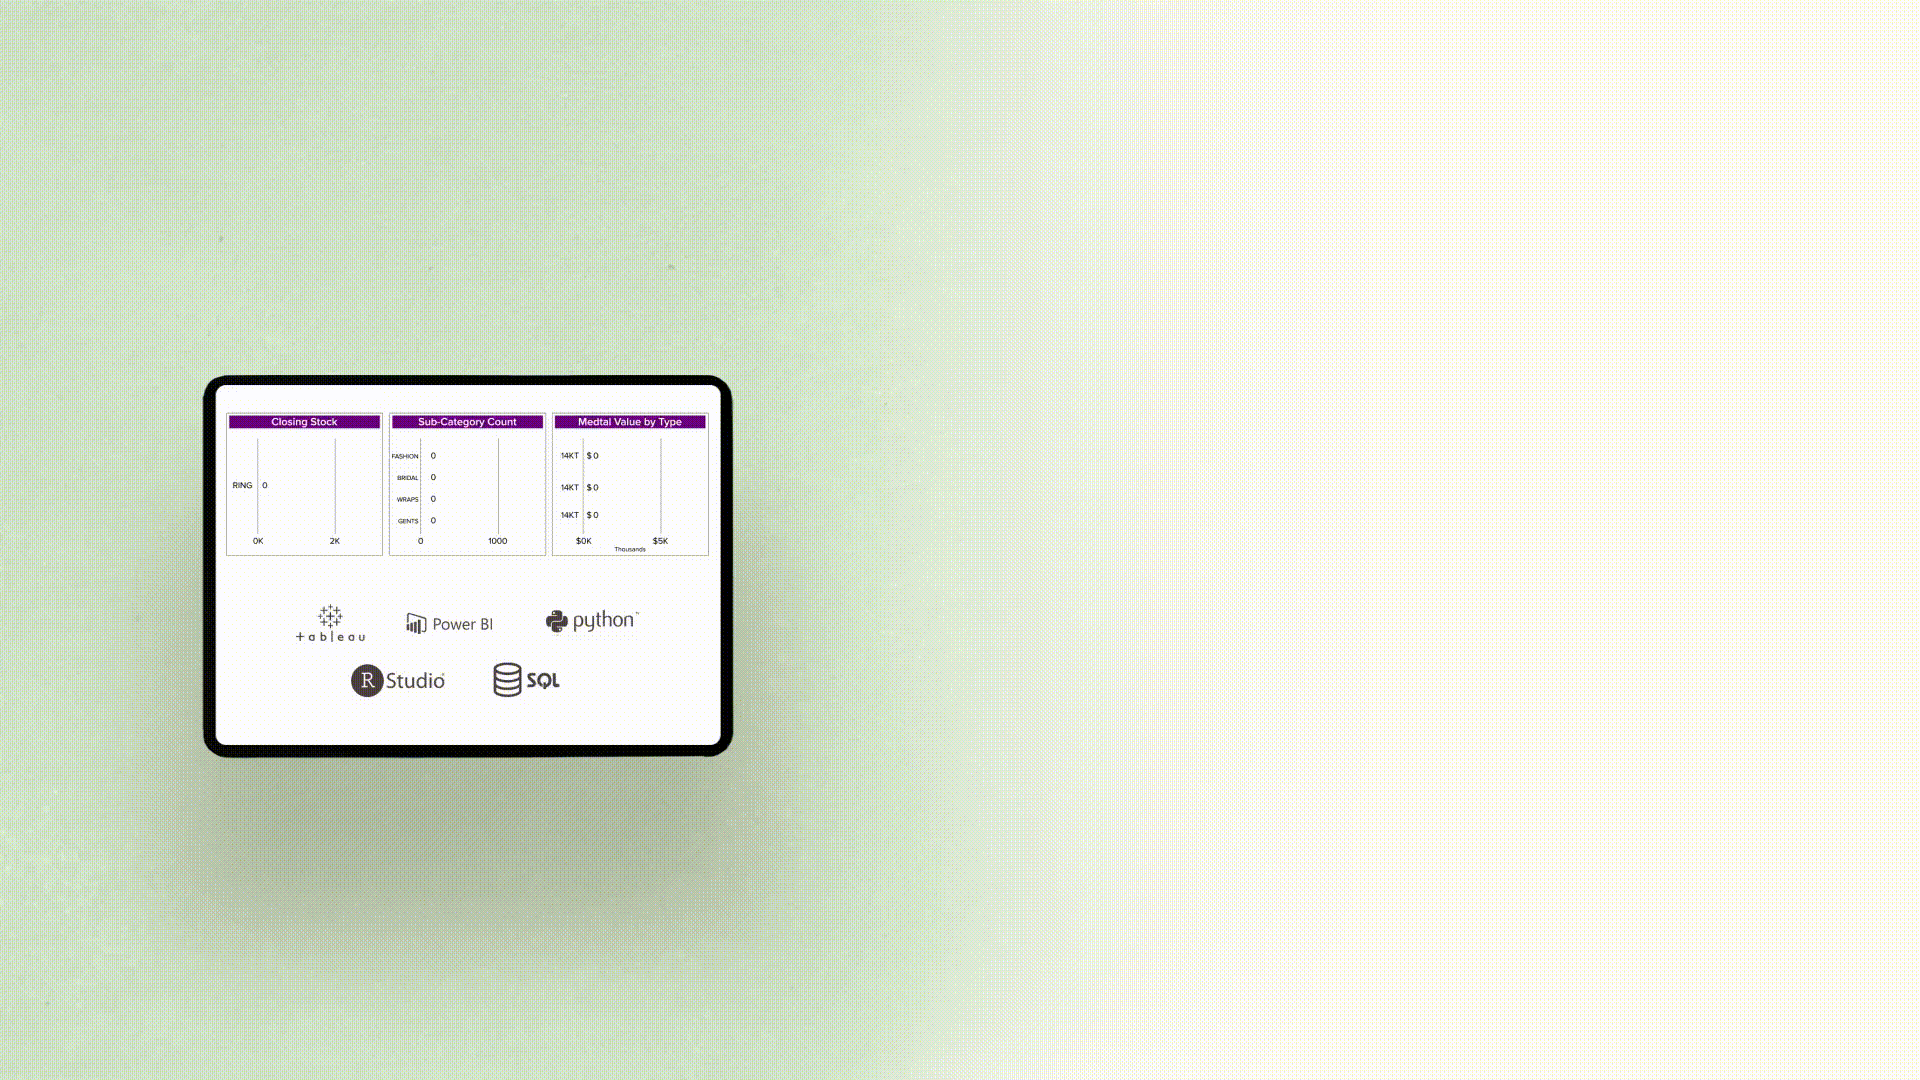 Closing Stock
RING 0
0K 2K
Sub-Category Count
FASHION 0
BRIDAL 0
WRAPS 0
GENTS 0
0 1000
Medtal Value by Type
14KT $ 0
14KT $ 0
14KT $ 0
$0K $5K
Thousands
+ableau
Power BI
python™
R Studio
SQL